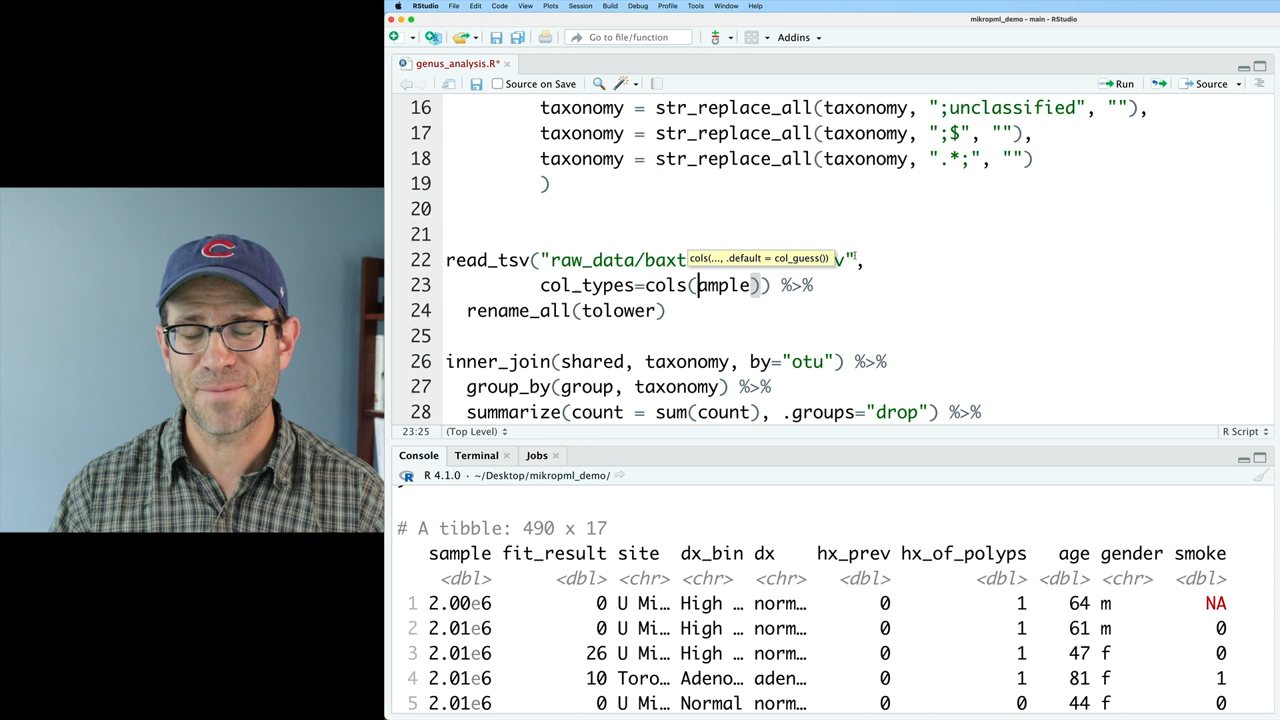 RStudio File Edit Code View Plots Session Build Debug Profile Tools Window Help
mikropml_demo - main - RStudio
Go to file/function Addins
genus_analysis.R*
Source on Save Run Source
16 taxonomy = str_replace_all(taxonomy, ";unclassified", ""),
17 taxonomy = str_replace_all(taxonomy, ";$", ""),
18 taxonomy = str_replace_all(taxonomy, ".*;", "")
19 )
20
21
cols(..., .default = col_guess())
22 read_tsv("raw_data/baxt v",
23 col_types=cols(ample)) %>%
24 rename_all(tolower)
25
26 inner_join(shared, taxonomy, by="otu") %>%
27 group_by(group, taxonomy) %>%
28 summarize(count = sum(count), .groups="drop") %>%
23:25 (Top Level) R Script
Console Terminal Jobs
R 4.1.0 · ~/Desktop/mikropml_demo/
# A tibble: 490 x 17
sample fit_result site dx_bin dx hx_prev hx_of_polyps age gender smoke
<dbl> <dbl> <chr> <chr> <chr> <dbl> <dbl> <dbl> <chr> <dbl>
1 2.00e6 0 U Mi… High … norm… 0 1 64 m NA
2 2.01e6 0 U Mi… High … norm… 0 1 61 m 0
3 2.01e6 26 U Mi… High … norm… 0 1 47 f 0
4 2.01e6 10 Toro… Adeno… aden… 0 1 81 f 1
5 2.01e6 0 U Mi… Normal norm… 0 0 44 f 0